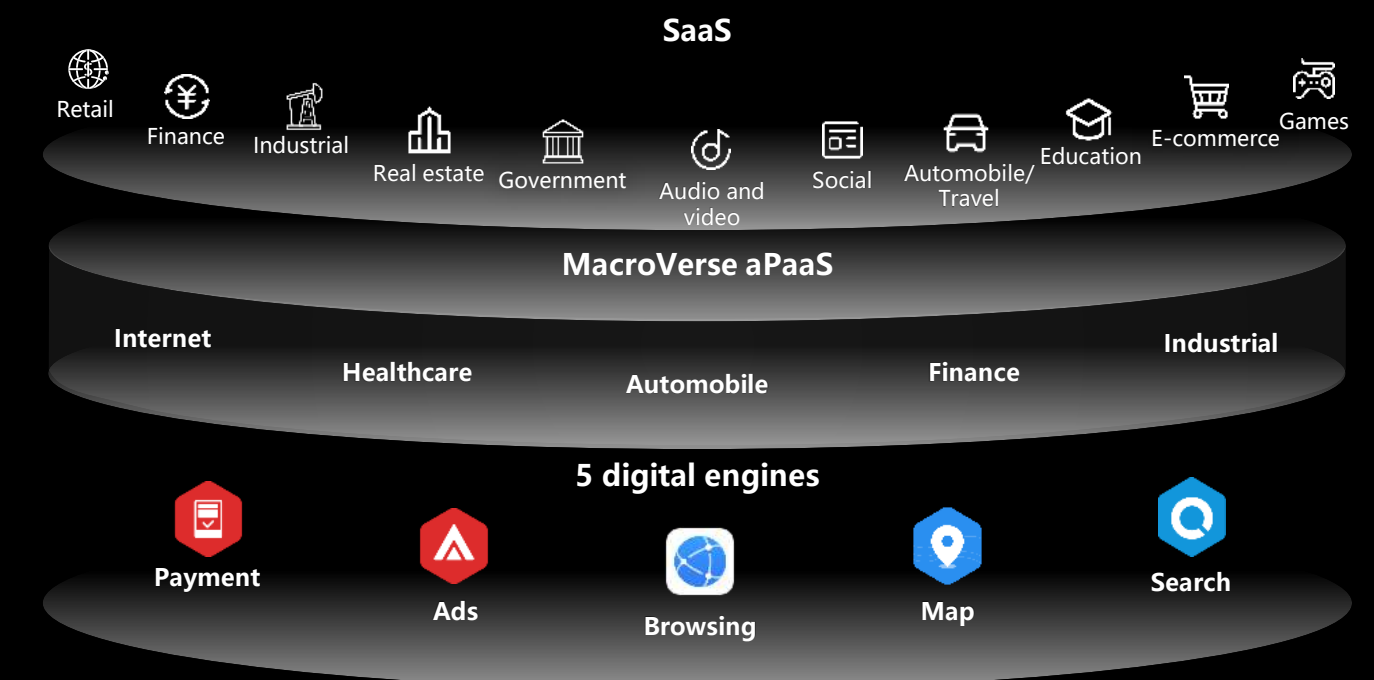 SaaS
Retail
Finance
Industrial
Real estate
Government
Audio and
video
Social
Automobile/
Travel
Education
E-commerce
Games
MacroVerse aPaaS
Internet
Healthcare
Automobile
Finance
Industrial
5 digital engines
Payment
Ads
Browsing
Map
Search